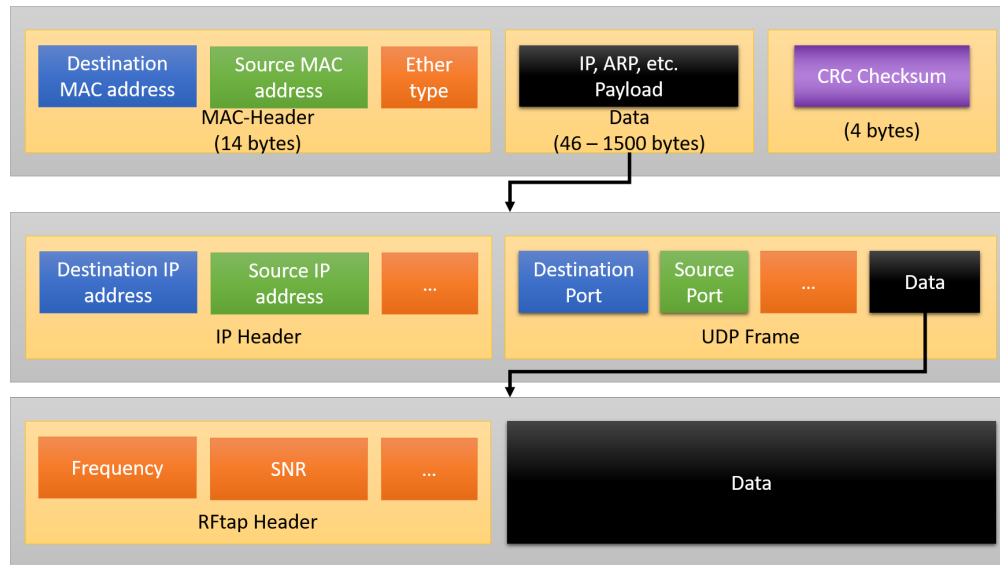 Destination
MAC address
Source MAC
address
Ether
type
MAC-Header
(14 bytes)
IP, ARP, etc.
Payload
Data
(46 – 1500 bytes)
CRC Checksum
(4 bytes)
Destination IP
address
Source IP
address
...
IP Header
Destination
Port
Source
Port
...
Data
UDP Frame
Frequency
SNR
...
RFtap Header
Data